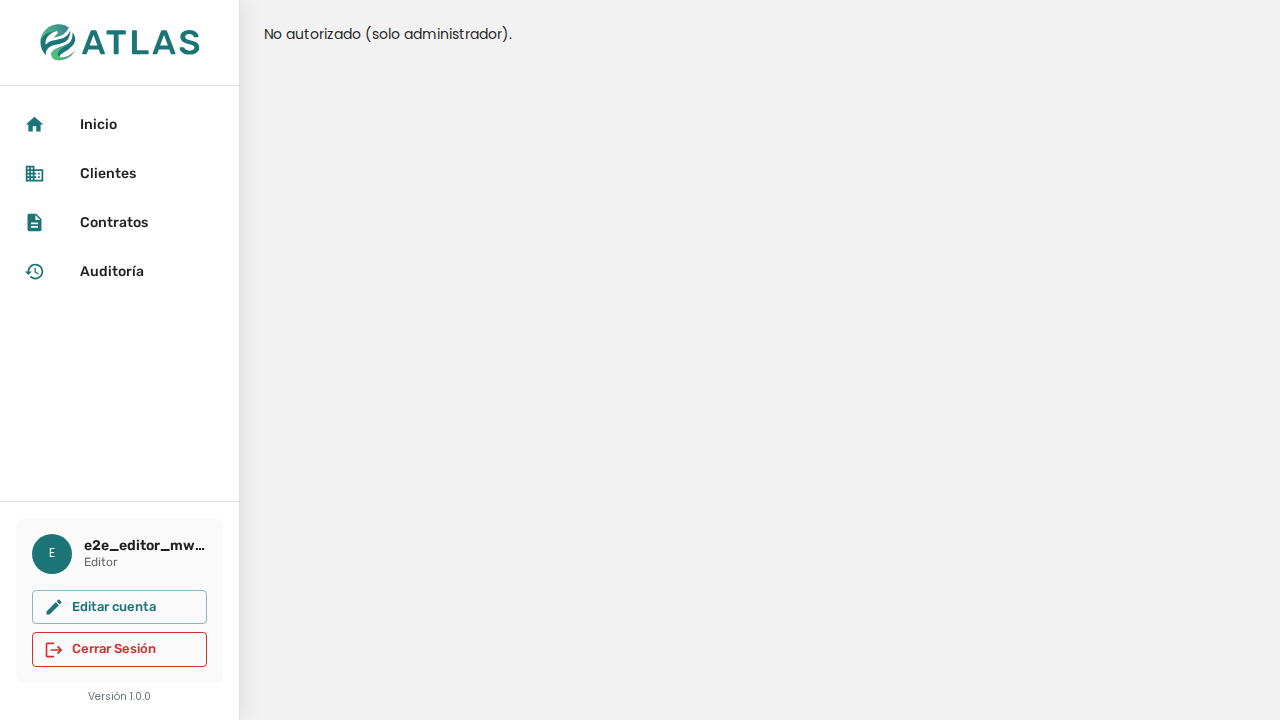 ATLAS
Inicio
Clientes
Contratos
Auditoría
e2e_editor_mw...
E
Editor
Editar cuenta
Cerrar Sesión
Versión 1.0.0
No autorizado (solo administrador).